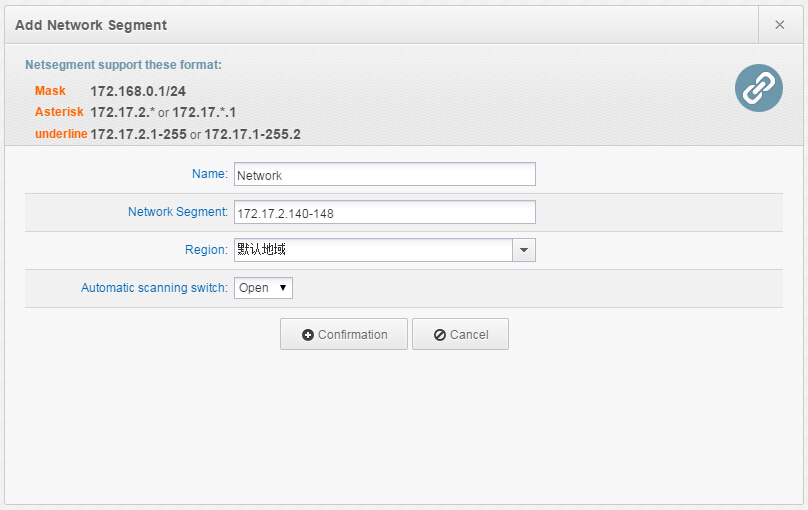 Add Network Segment
Netsegment support these format:
Mask 172.168.0.1/24
Asterisk 172.17.2.* or 172.17.*.1
underline 172.17.2.1-255 or 172.17.1-255.2
Name: Network
Network Segment: 172.17.2.140-148
Region: 默认地域
Automatic scanning switch: Open
Confirmation Cancel